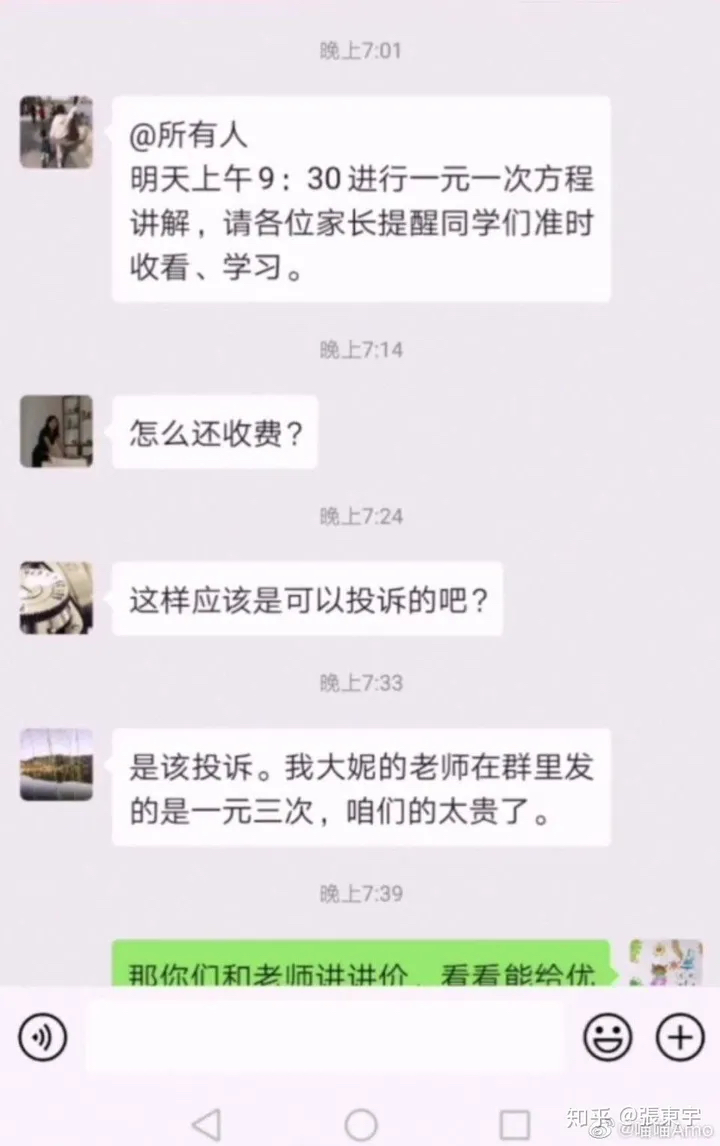 晚上7:01
@所有人
明天上午9：30进行一元一次方程
讲解，请各位家长提醒同学们准时
收看、学习。
晚上7:14
怎么还收费？
晚上7:24
这样应该是可以投诉的吧？
晚上7:33
是该投诉。我大妮的老师在群里发
的是一元三次，咱们的太贵了。
晚上7:39
那你们和老师讲讲价，看看能给优
知乎 @張東宇
@喵喵Amo